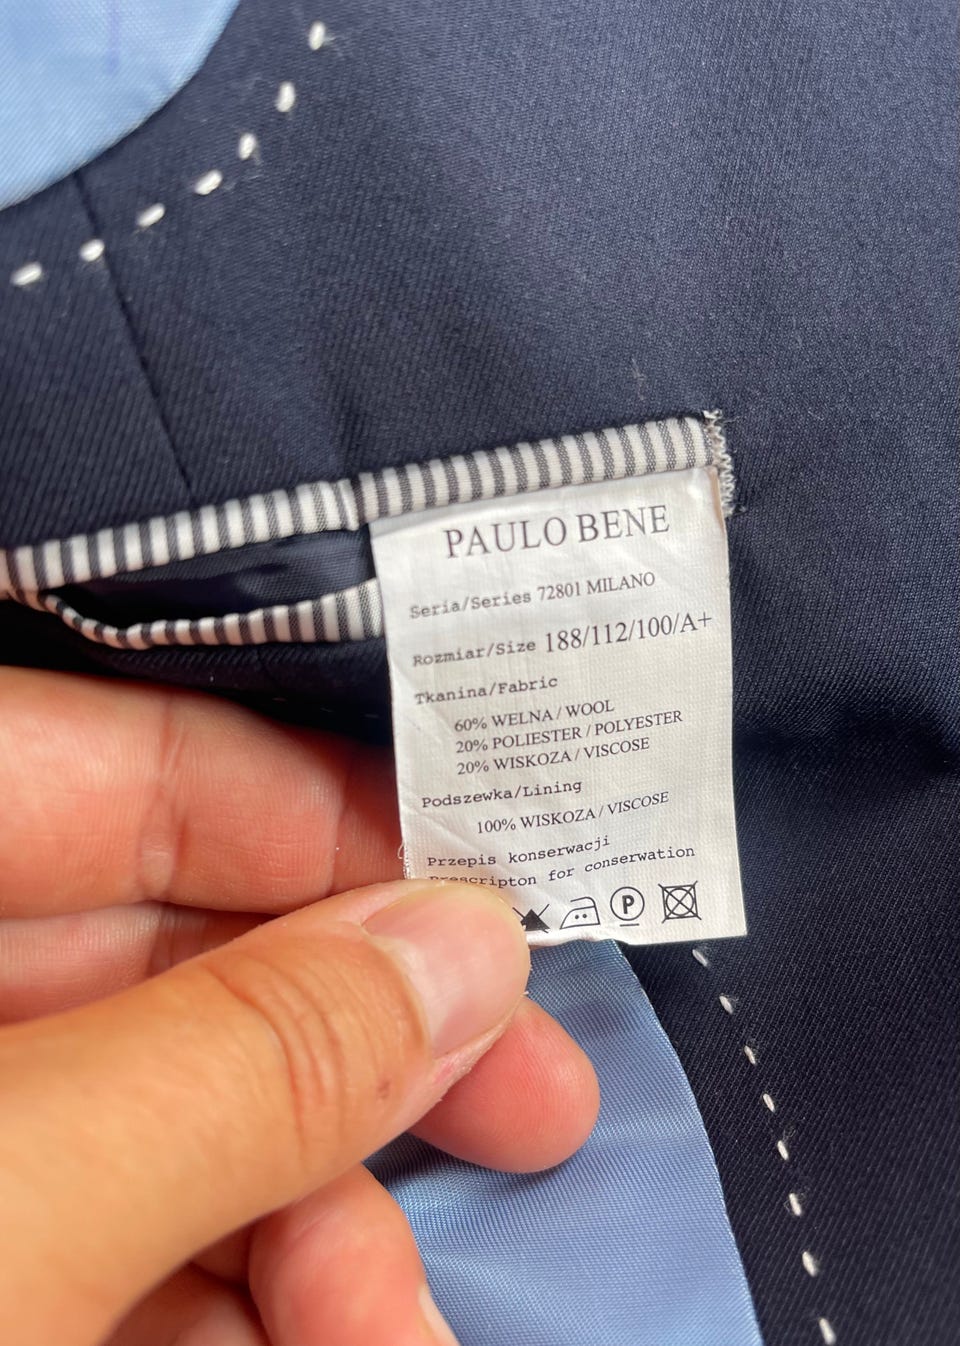 PAULO BENE
Seria/Series 72801 MILANO
Rozmiar/Size 188/112/100/A+
Tkanina/Fabric
60% WELNA / WOOL
20% POLIESTER / POLYESTER
20% WISKOZA / VISCOSE
Podszewka/Lining
100% WISKOZA / VISCOSE
Przepis konserwacji
Prescripton for conserwation
P